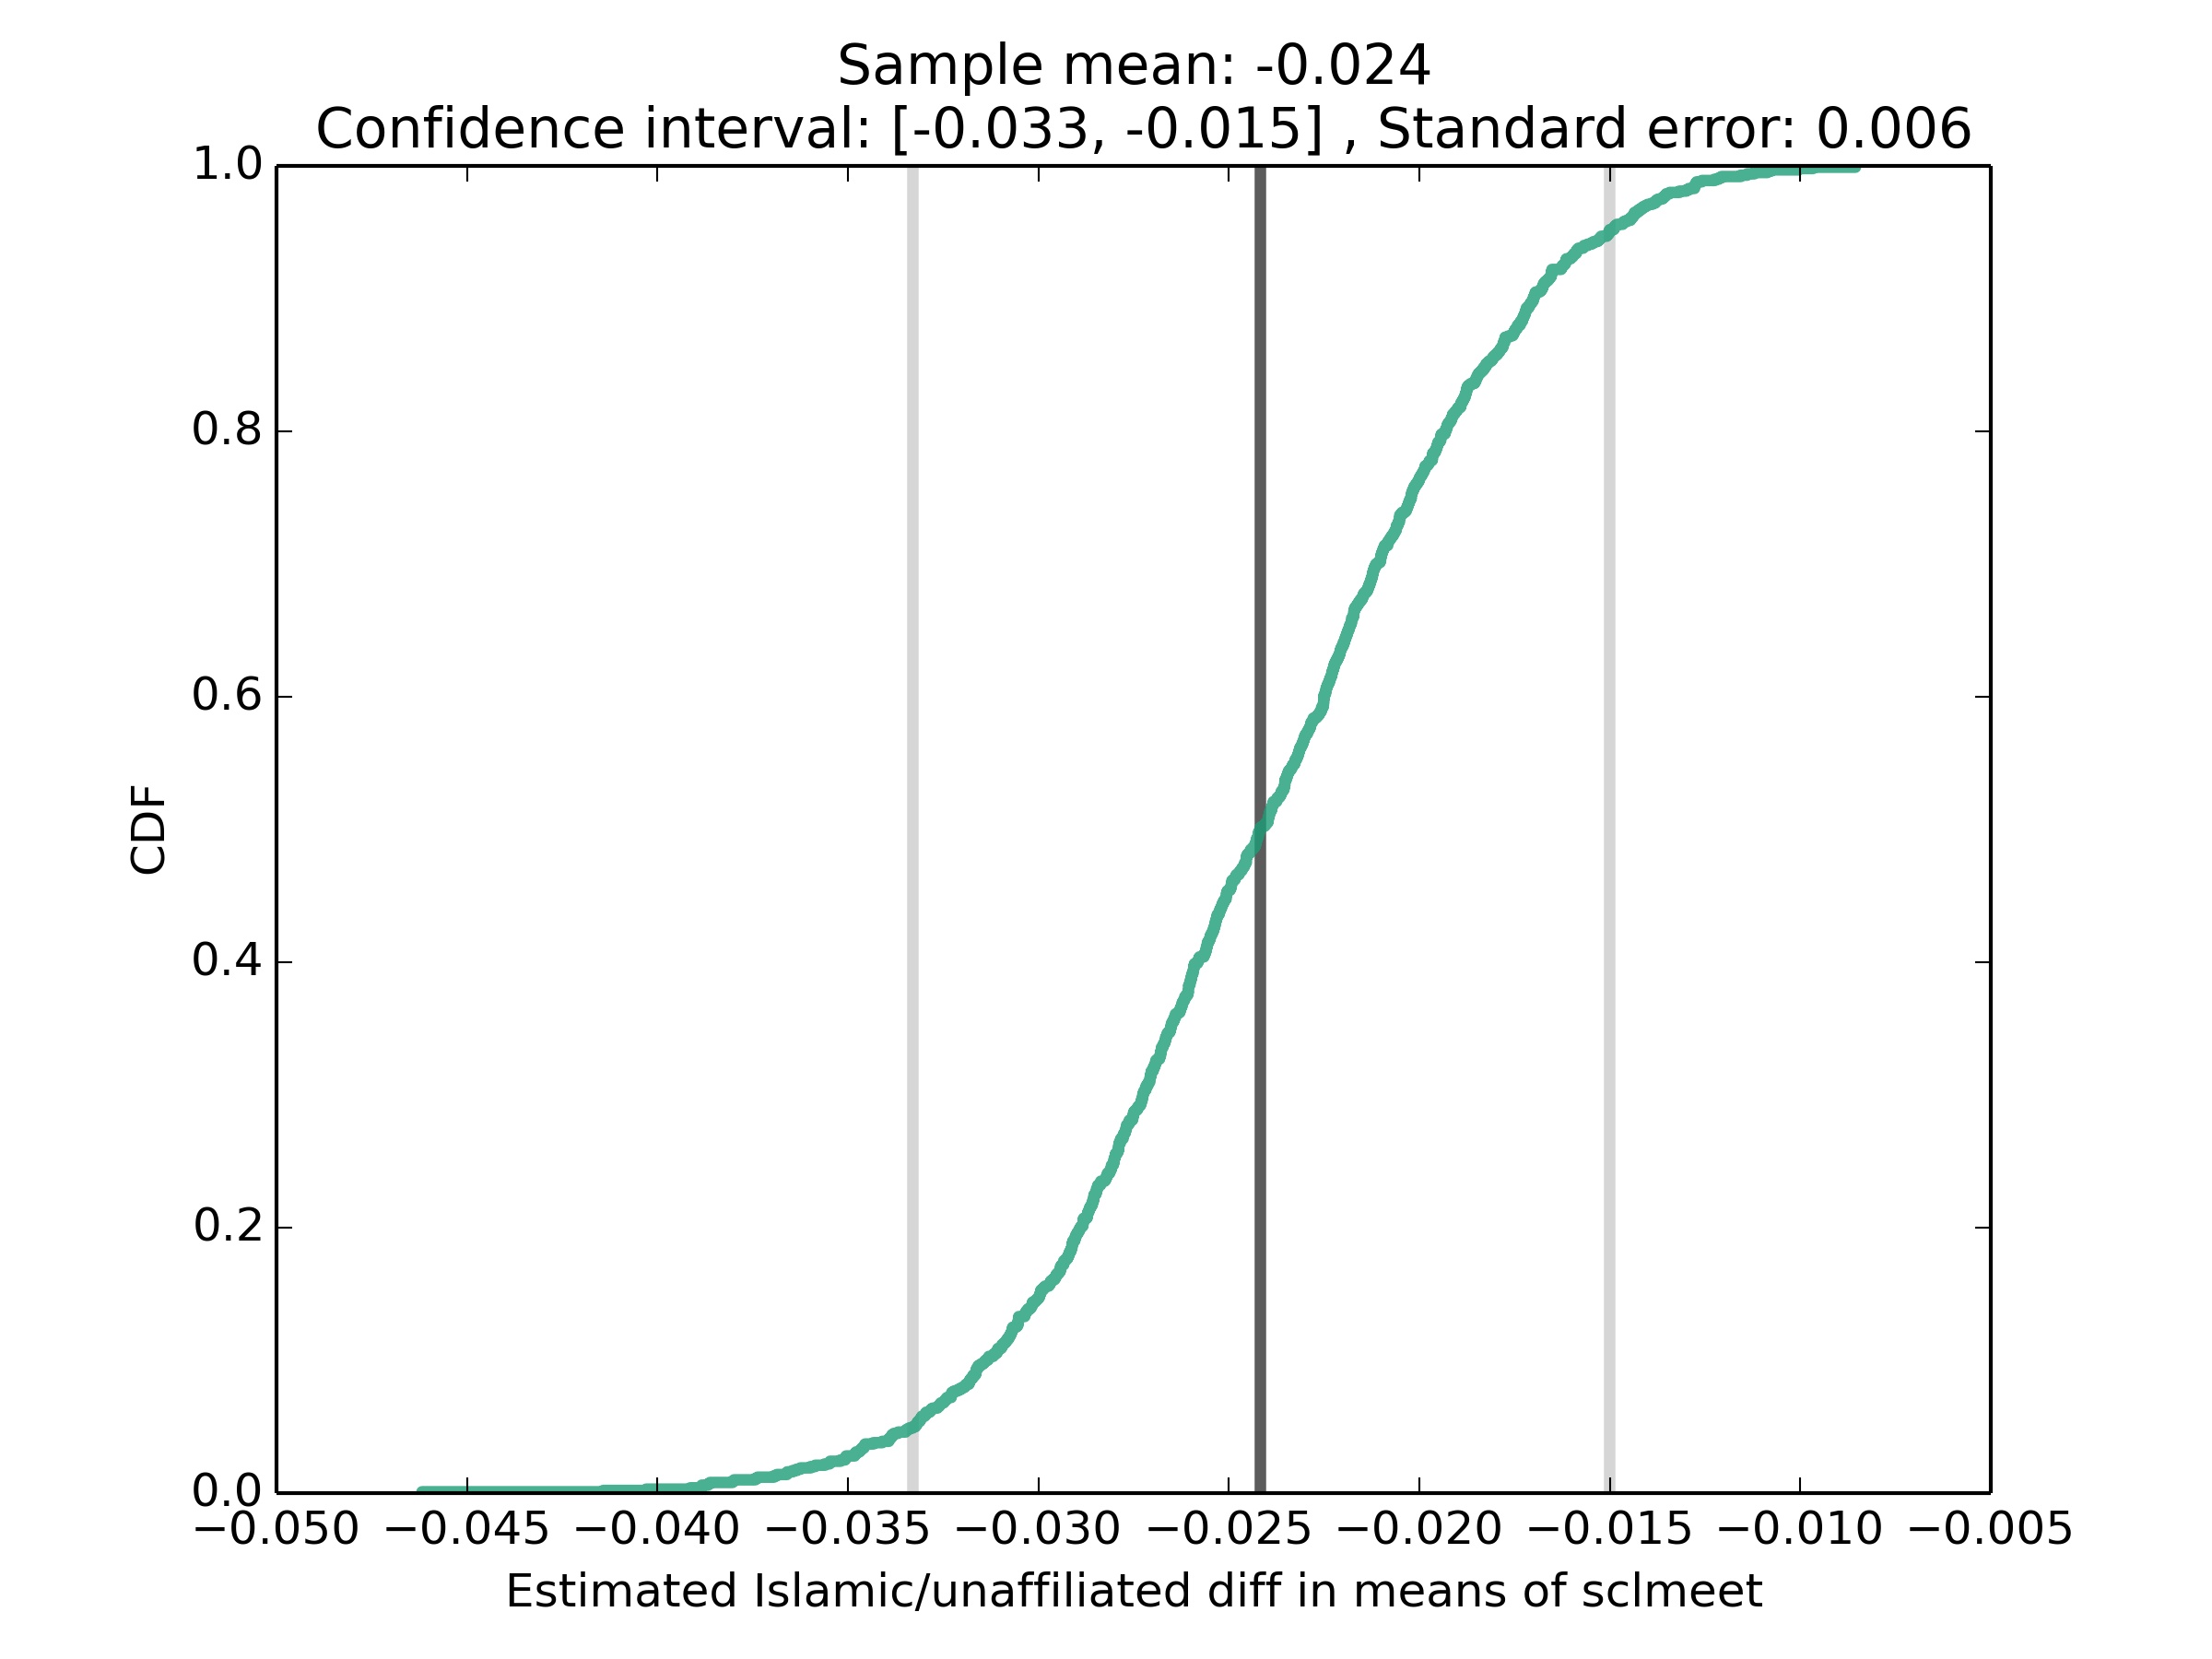 Sample mean: -0.024
Confidence interval: [-0.033, -0.015] , Standard error: 0.006
1.0
0.8
0.6
0.4
0.2
0.0
CDF
−0.050 −0.045 −0.040 −0.035 −0.030 −0.025 −0.020 −0.015 −0.010 −0.005
Estimated Islamic/unaffiliated diff in means of sclmeet